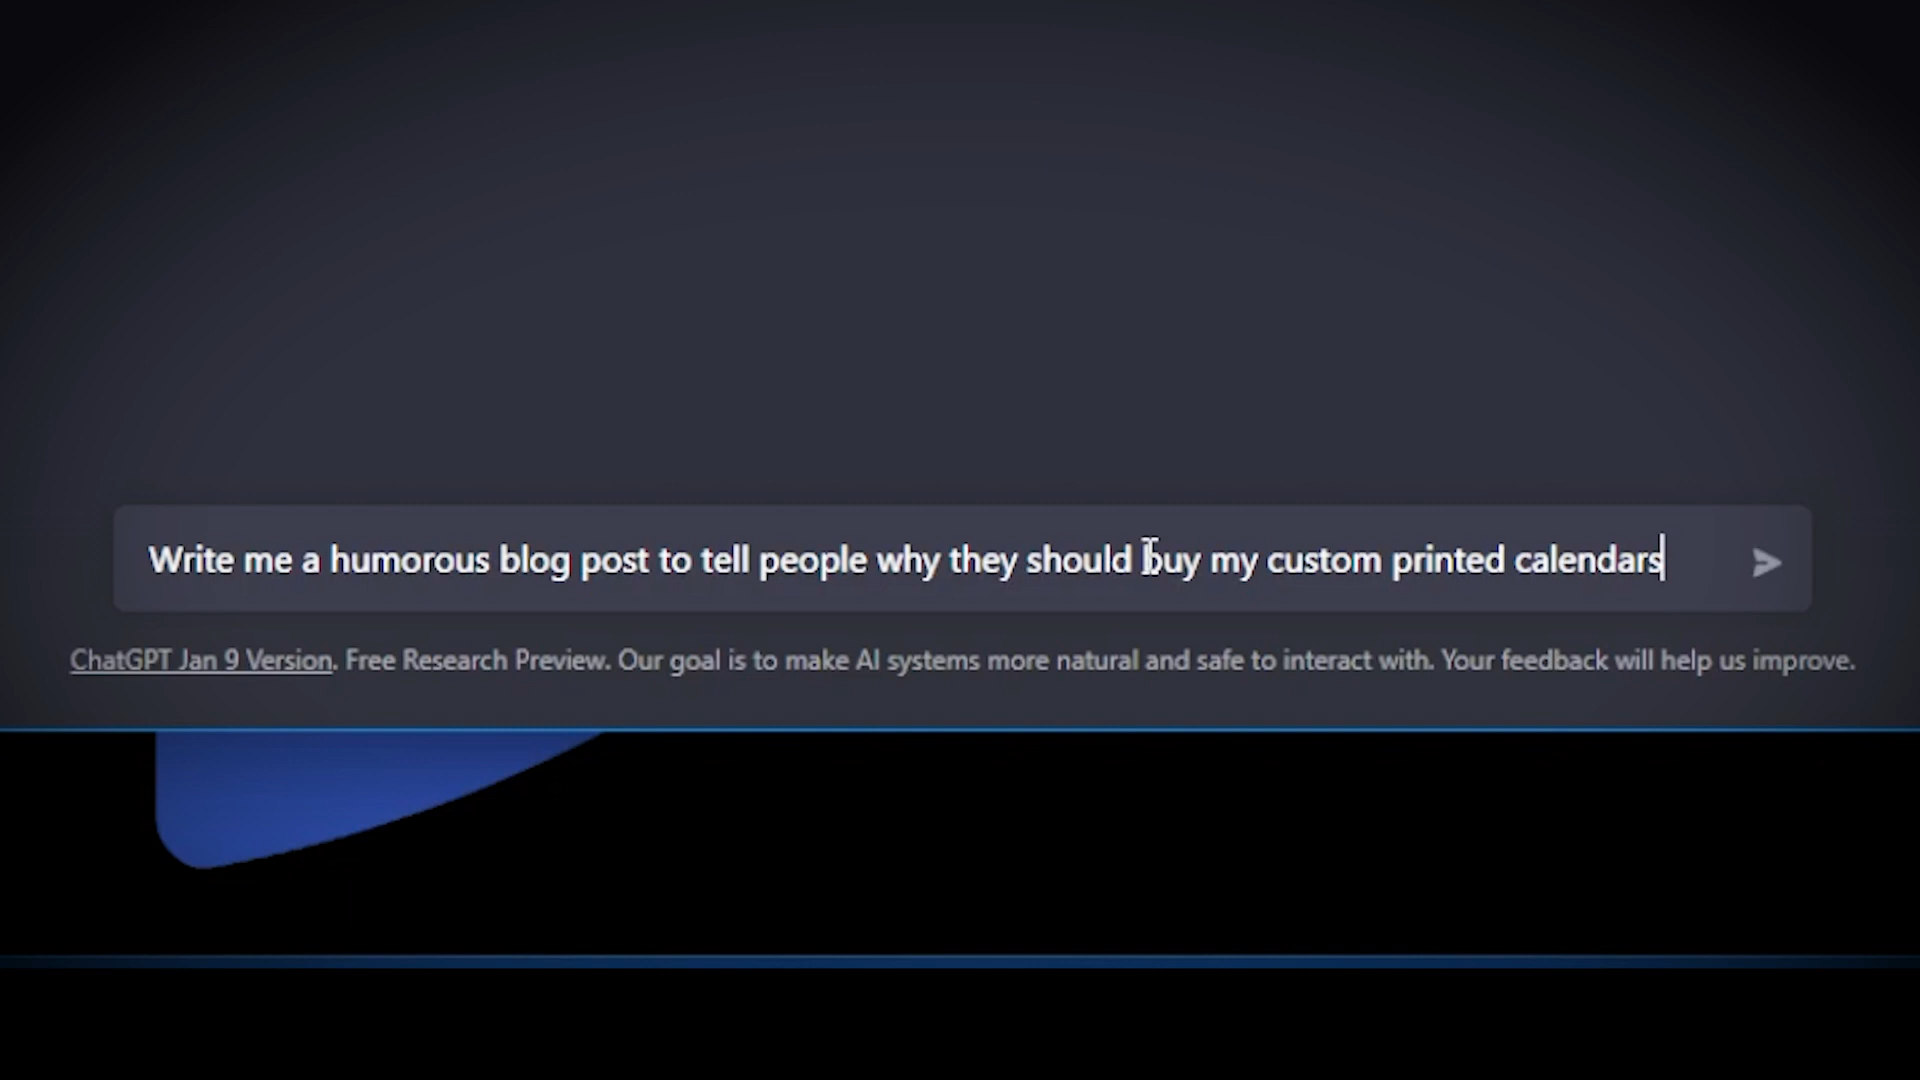 Write me a humorous blog post to tell people why they should buy my custom printed calendars
ChatGPT Jan 9 Version. Free Research Preview. Our goal is to make AI systems more natural and safe to interact with. Your feedback will help us improve.